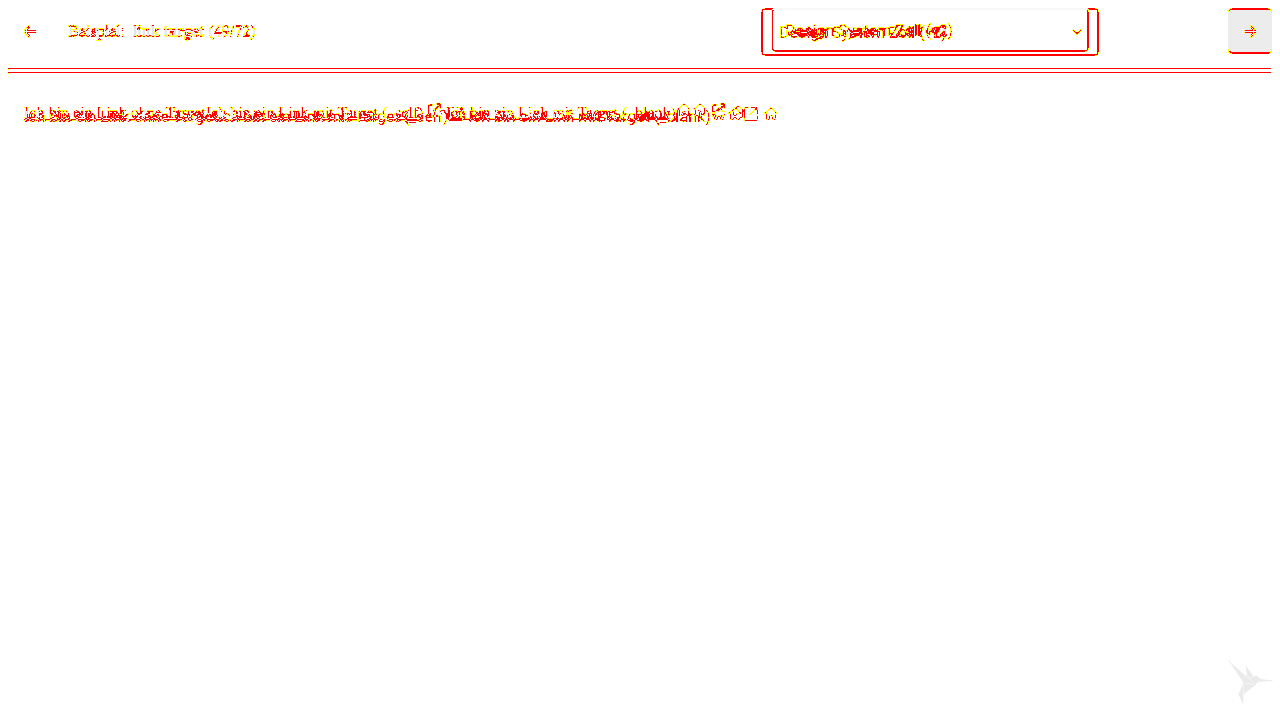 Beispiel: link target (49/72)
Design System Zoll (v2)
Ich bin ein Link ohne Target Ich bin ein Link mit Target (_self) Ich bin ein Link mit Target (_blank)